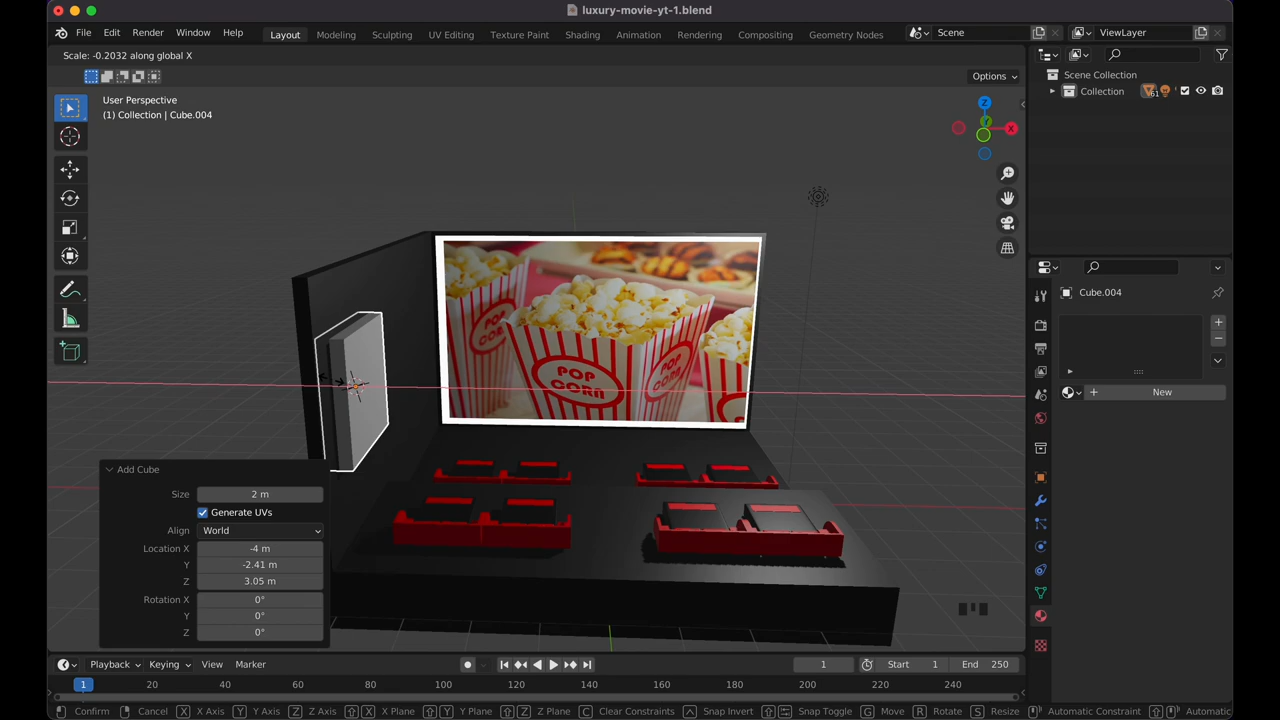 luxury-movie-yt-1.blend
File Edit Render Window Help Layout Modeling Sculpting UV Editing Texture Paint Shading Animation Rendering Compositing Geometry Nodes Scene ViewLayer
Scale: -0.2032 along global X
Options
User Perspective
(1) Collection | Cube.004
Scene Collection
Collection 61
Z
Y
X
POP
CORN
POP
CORN
POP
CORN
Cube.004
New
Add Cube
Size 2 m
Generate UVs
Align World
Location X -4 m
Y -2.41 m
Z 3.05 m
Rotation X 0°
Y 0°
Z 0°
Playback Keying View Marker 1 Start 1 End 250
1 20 40 60 80 100 120 140 160 180 200 220 240
Confirm Cancel X X Axis Y Y Axis Z Z Axis X X Plane Y Y Plane Z Z Plane C Clear Constraints Snap Invert Snap Toggle G Move R Rotate S Resize Automatic Constraint Automatic Constrai